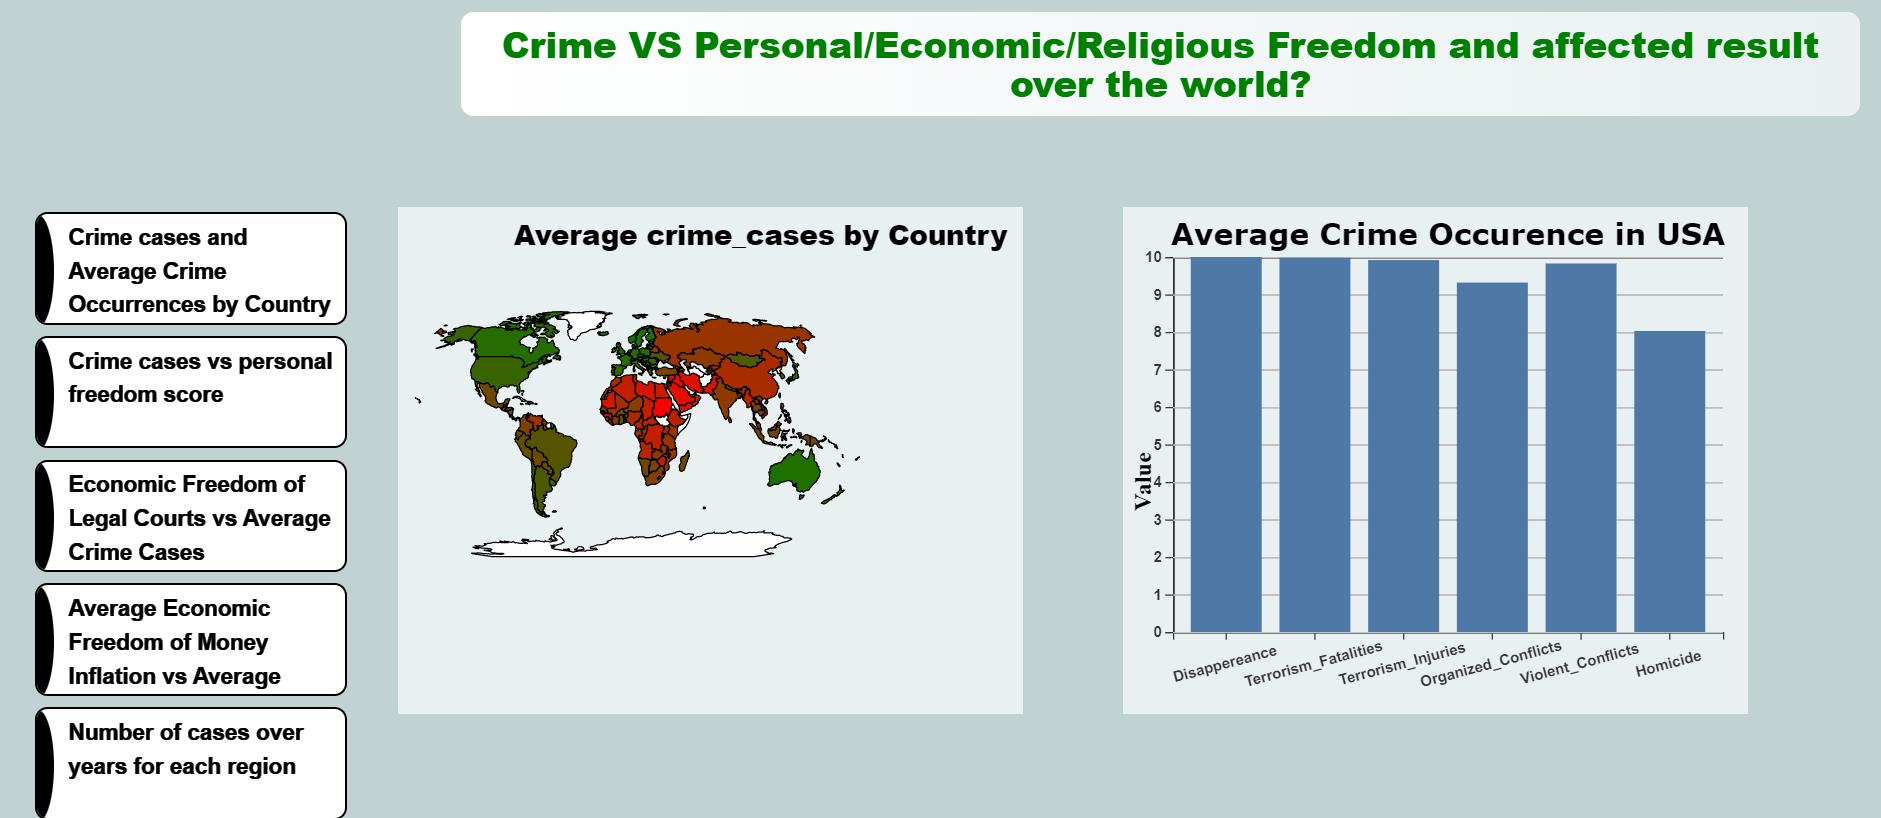 Crime VS Personal/Economic/Religious Freedom and affected result
over the world?
Crime cases and
Average Crime
Occurrences by Country
Crime cases vs personal
freedom score
Economic Freedom of
Legal Courts vs Average
Crime Cases
Average Economic
Freedom of Money
Inflation vs Average
Number of cases over
years for each region
Average crime_cases by Country
Average Crime Occurence in USA
10
9
8
7
6
5
4
3
2
1
0
Value
Disappereance
Terrorism_Fatalities
Terrorism_Injuries
Organized_Conflicts
Violent_Conflicts
Homicide